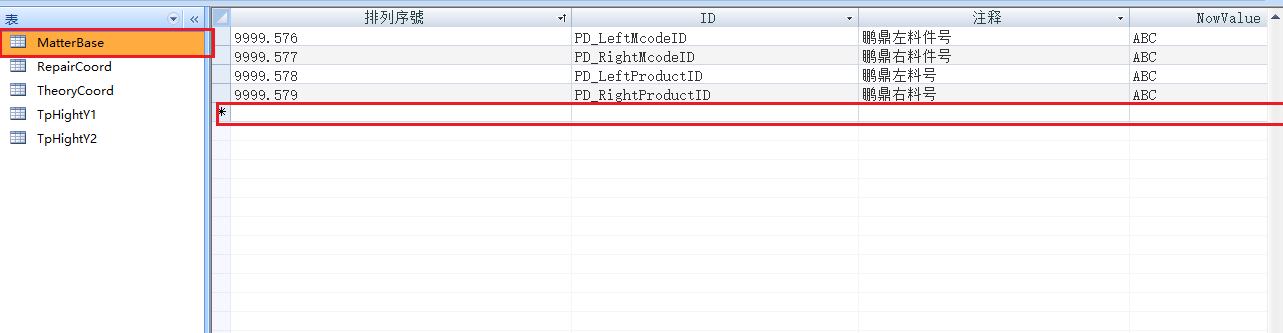 表 «
排列序號 ID 注释 NowValue
MatterBase
RepairCoord
TheoryCoord
TpHightY1
TpHightY2
9999.576 PD_LeftMcodeID 鹏鼎左料件号 ABC
9999.577 PD_RightMcodeID 鹏鼎右料件号 ABC
9999.578 PD_LeftProductID 鹏鼎左料号 ABC
9999.579 PD_RightProductID 鹏鼎右料号 ABC
*